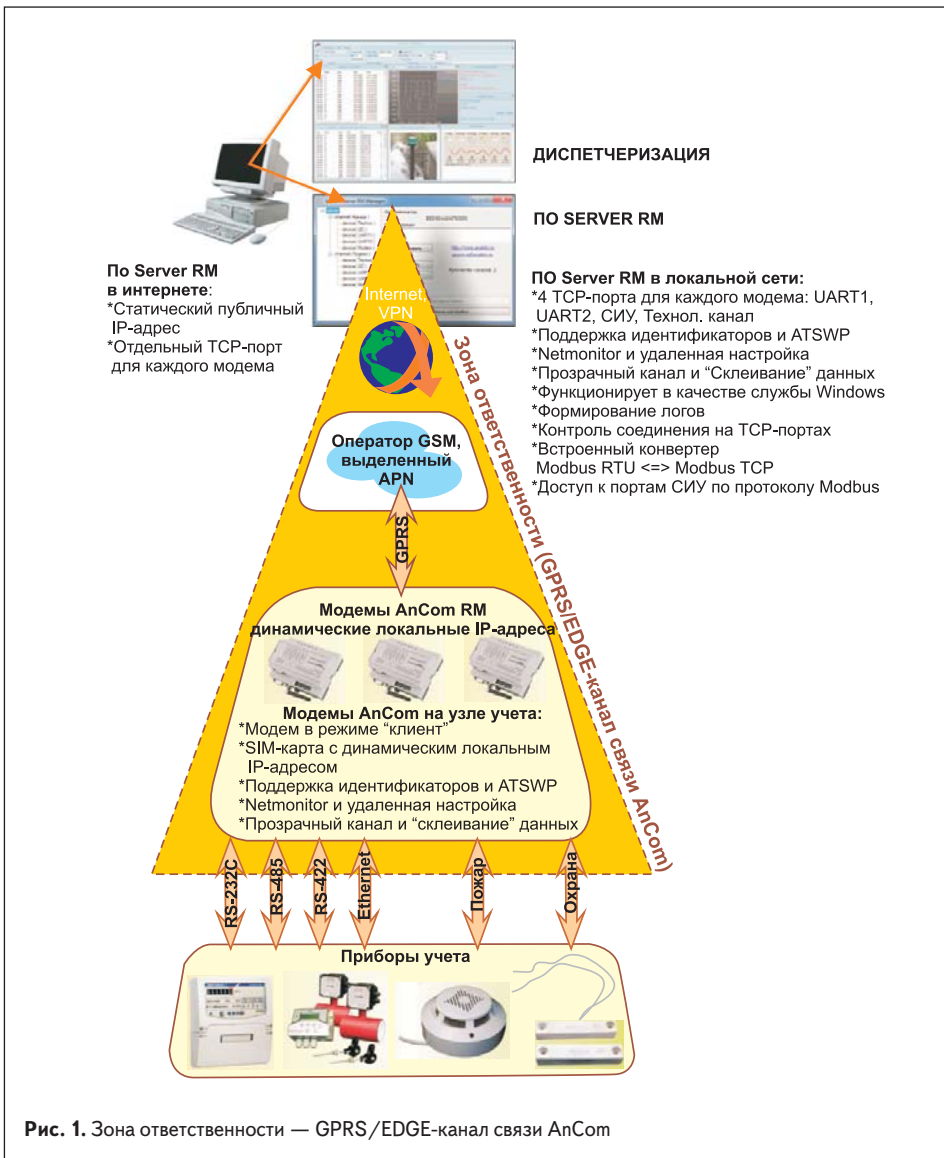 ДИСПЕТЧЕРИЗАЦИЯ
ПО SERVER RM
По Server RM
в интернете:
*Статический публичный
IP-адрес
*Отдельный TCP-порт
для каждого модема
Internet,
VPN
ПО Server RM в локальной сети:
*4 TCP-порта для каждого модема: UART1,
UART2, СИУ, Технол. канал
*Поддержка идентификаторов и ATSWP
*Netmonitor и удаленная настройка
*Прозрачный канал и “Склеивание” данных
*Функционирует в качестве службы Windows
*Формирование логов
*Контроль соединения на TCP-портах
*Встроенный конвертер
Modbus RTU <=> Modbus TCP
*Доступ к портам СИУ по протоколу Modbus
Зона ответственности (GPRS/EDGE-канал связи AnCom)
Оператор GSM,
выделенный
APN
GPRS
Модемы AnCom RM
динамические локальные IP-адреса
Модемы AnCom на узле учета:
*Модем в режиме “клиент”
*SIM-карта с динамическим локальным
IP-адресом
*Поддержка идентификаторов и ATSWP
*Netmonitor и удаленная настройка
*Прозрачный канал и “склеивание” данных
RS-232C
RS-485
RS-422
Ethernet
Пожар
Охрана
Приборы учета
Рис. 1. Зона ответственности — GPRS/EDGE-канал связи AnCom